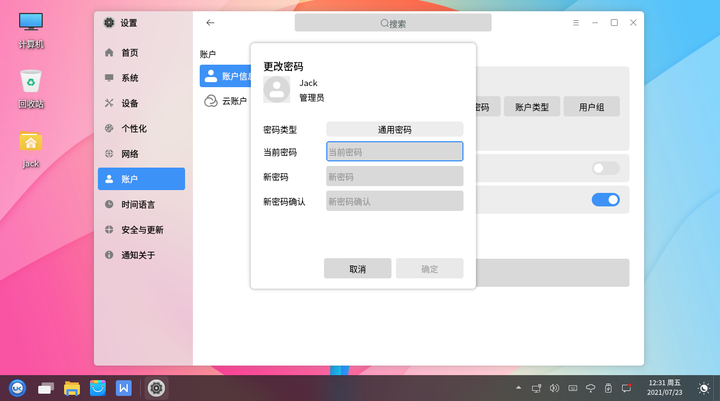 计算机
回收站
jack
设置
首页
系统
设备
个性化
网络
账户
时间语言
安全与更新
通知关于
搜索
账户
账户信息
云账户
密码
账户类型
用户组
更改密码
Jack
管理员
密码类型
通用密码
当前密码
当前密码
新密码
新密码
新密码确认
新密码确认
取消
确定
12:31 周五
2021/07/23